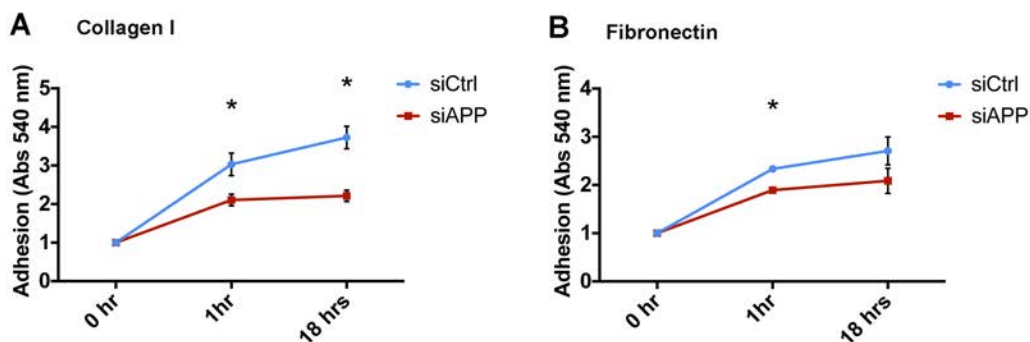 A Collagen I
Adhesion (Abs 540 nm)
5
4
3
2
1
0
0 hr
1hr
18 hrs
*
*
siCtrl
siAPP
B Fibronectin
Adhesion (Abs 540 nm)
4
3
2
1
0
0 hr
1hr
18 hrs
*
siCtrl
siAPP